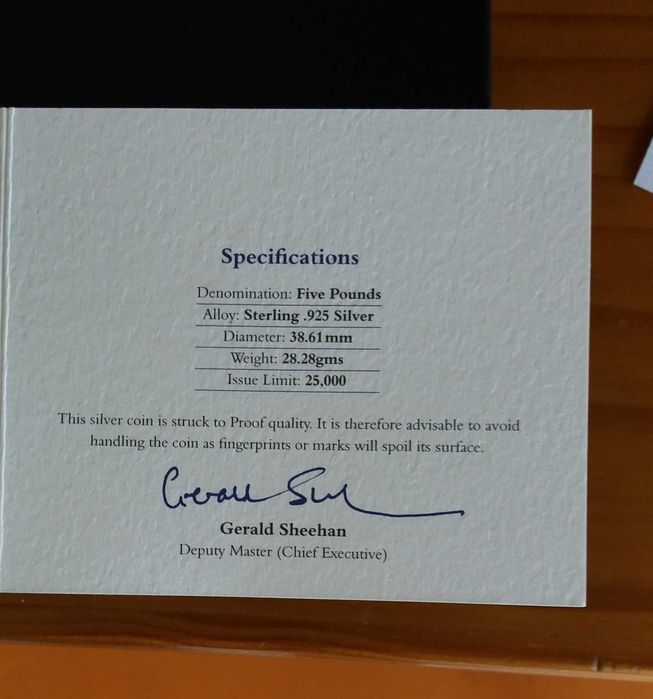 Specifications
Denomination: Five Pounds
Alloy: Sterling .925 Silver
Diameter: 38.61mm
Weight: 28.28gms
Issue Limit: 25,000
This silver coin is struck to Proof quality. It is therefore advisable to avoid
handling the coin as fingerprints or marks will spoil its surface.
Gerald Sheehan
Deputy Master (Chief Executive)